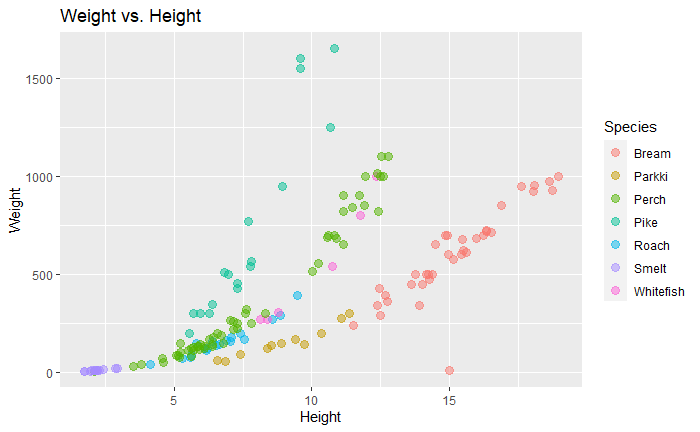 Weight vs. Height
1500
1000
500
0
Weight
5
10
15
Height
Species
Bream
Parkki
Perch
Pike
Roach
Smelt
Whitefish